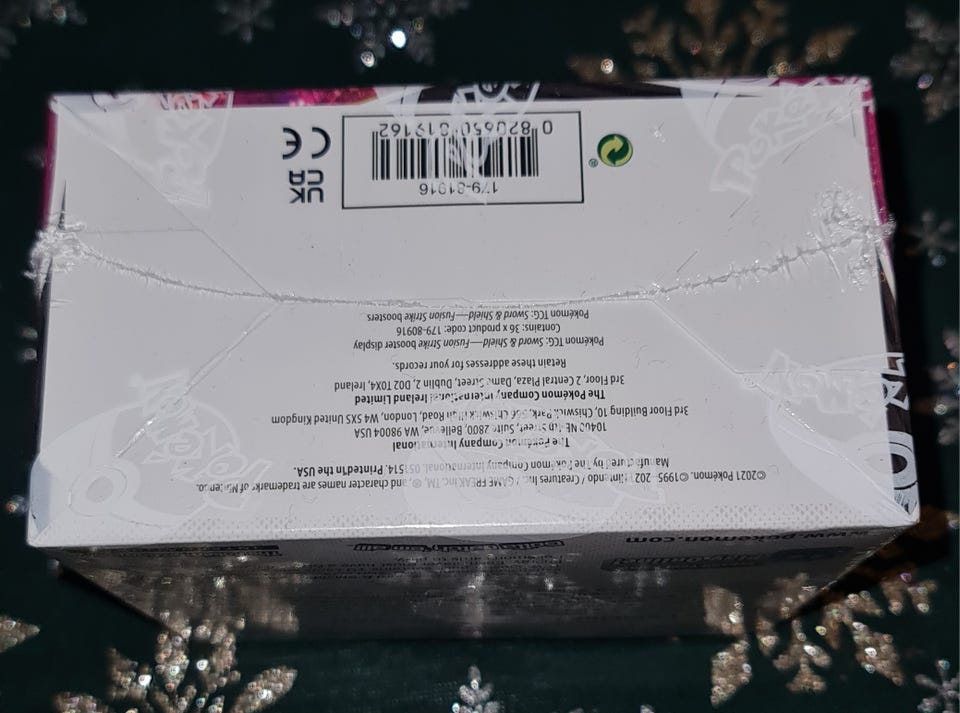 www.pokemon.com
©2021 Pokémon. ©1995–2021 Nintendo / Creatures Inc. / GAME FREAK inc. TM, ®, and character names are trademarks of Nintendo.
Manufactured by The Pokémon Company International. 051514. Printed in the USA.
The Pokémon Company International
10400 NE 4th Street, Suite 2800, Bellevue, WA 98004 USA
3rd Floor Building 10, Chiswick Park, 566 Chiswick High Road, London, W4 5XS United Kingdom
The Pokémon Company International Ireland Limited
3rd Floor, 2 Central Plaza, Dame Street, Dublin 2, D02 T0X4, Ireland
Retain these addresses for your records.
Pokémon TCG: Sword & Shield—Fusion Strike booster display
Contains: 36 x product code: 179-80916
Pokémon TCG: Sword & Shield—Fusion Strike boosters
®
179-81916
0 820650 819162
UK
CA
CE